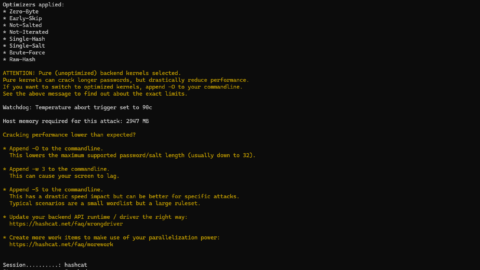 Optimizers applied:
* Zero-Byte
* Early-Skip
* Not-Salted
* Not-Iterated
* Single-Hash
* Single-Salt
* Brute-Force
* Raw-Hash
ATTENTION: Pure (unoptimized) backend kernels selected.
Pure kernels can crack longer passwords, but drastically reduce performance.
If you want to switch to optimized kernels, append -O to your commandline.
See the above message to find out about the exact limits.
Watchdog: Temperature abort trigger set to 90c
Host memory required for this attack: 2047 MB
Cracking performance lower than expected?
* Append -O to the commandline.
This lowers the maximum supported password/salt length (usually down to 32).
* Append -w 3 to the commandline.
This can cause your screen to lag.
* Append -S to the commandline.
This has a drastic speed impact but can be better for specific attacks.
Typical scenarios are a small wordlist but a large ruleset.
* Update your backend API runtime / driver the right way:
https://hashcat.net/faq/wrongdriver
* Create more work items to make use of your parallelization power:
https://hashcat.net/faq/morework
Session..........: hashcat